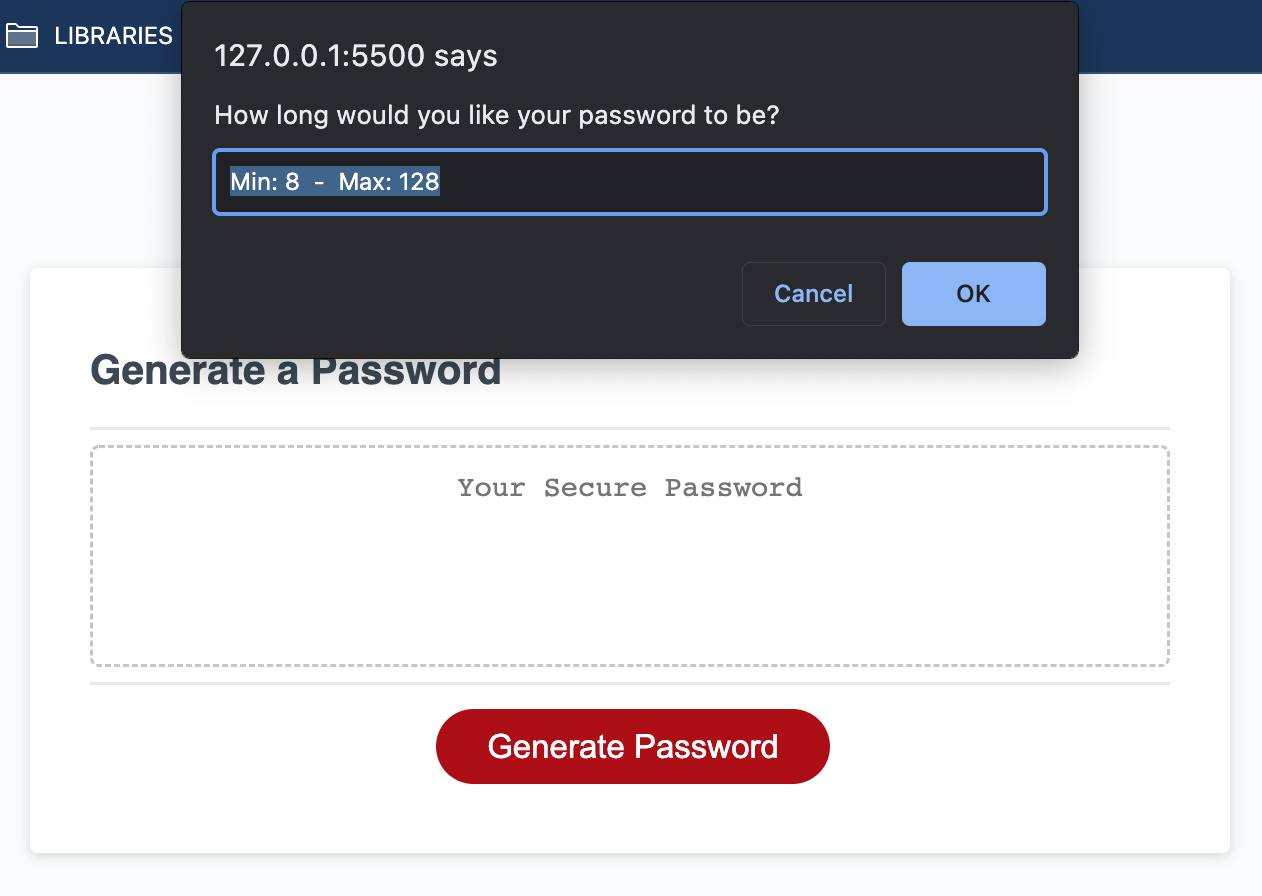 LIBRARIES
127.0.0.1:5500 says
How long would you like your password to be?
Min: 8  -  Max: 128
Cancel
OK
Generate a Password
Your Secure Password
Generate Password